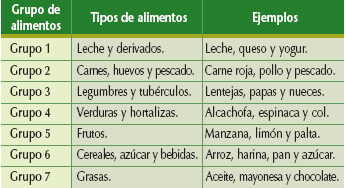 Grupo de alimentos Tipos de alimentos Ejemplos
Grupo 1 Leche y derivados. Leche, queso y yogur.
Grupo 2 Carnes, huevos y pescado. Carne roja, pollo y pescado.
Grupo 3 Legumbres y tubérculos. Lentejas, papas y nueces.
Grupo 4 Verduras y hortalizas. Alcachofa, espinaca y col.
Grupo 5 Frutos. Manzana, limón y palta.
Grupo 6 Cereales, azúcar y bebidas. Arroz, harina, pan y azúcar.
Grupo 7 Grasas. Aceite, mayonesa y chocolate.